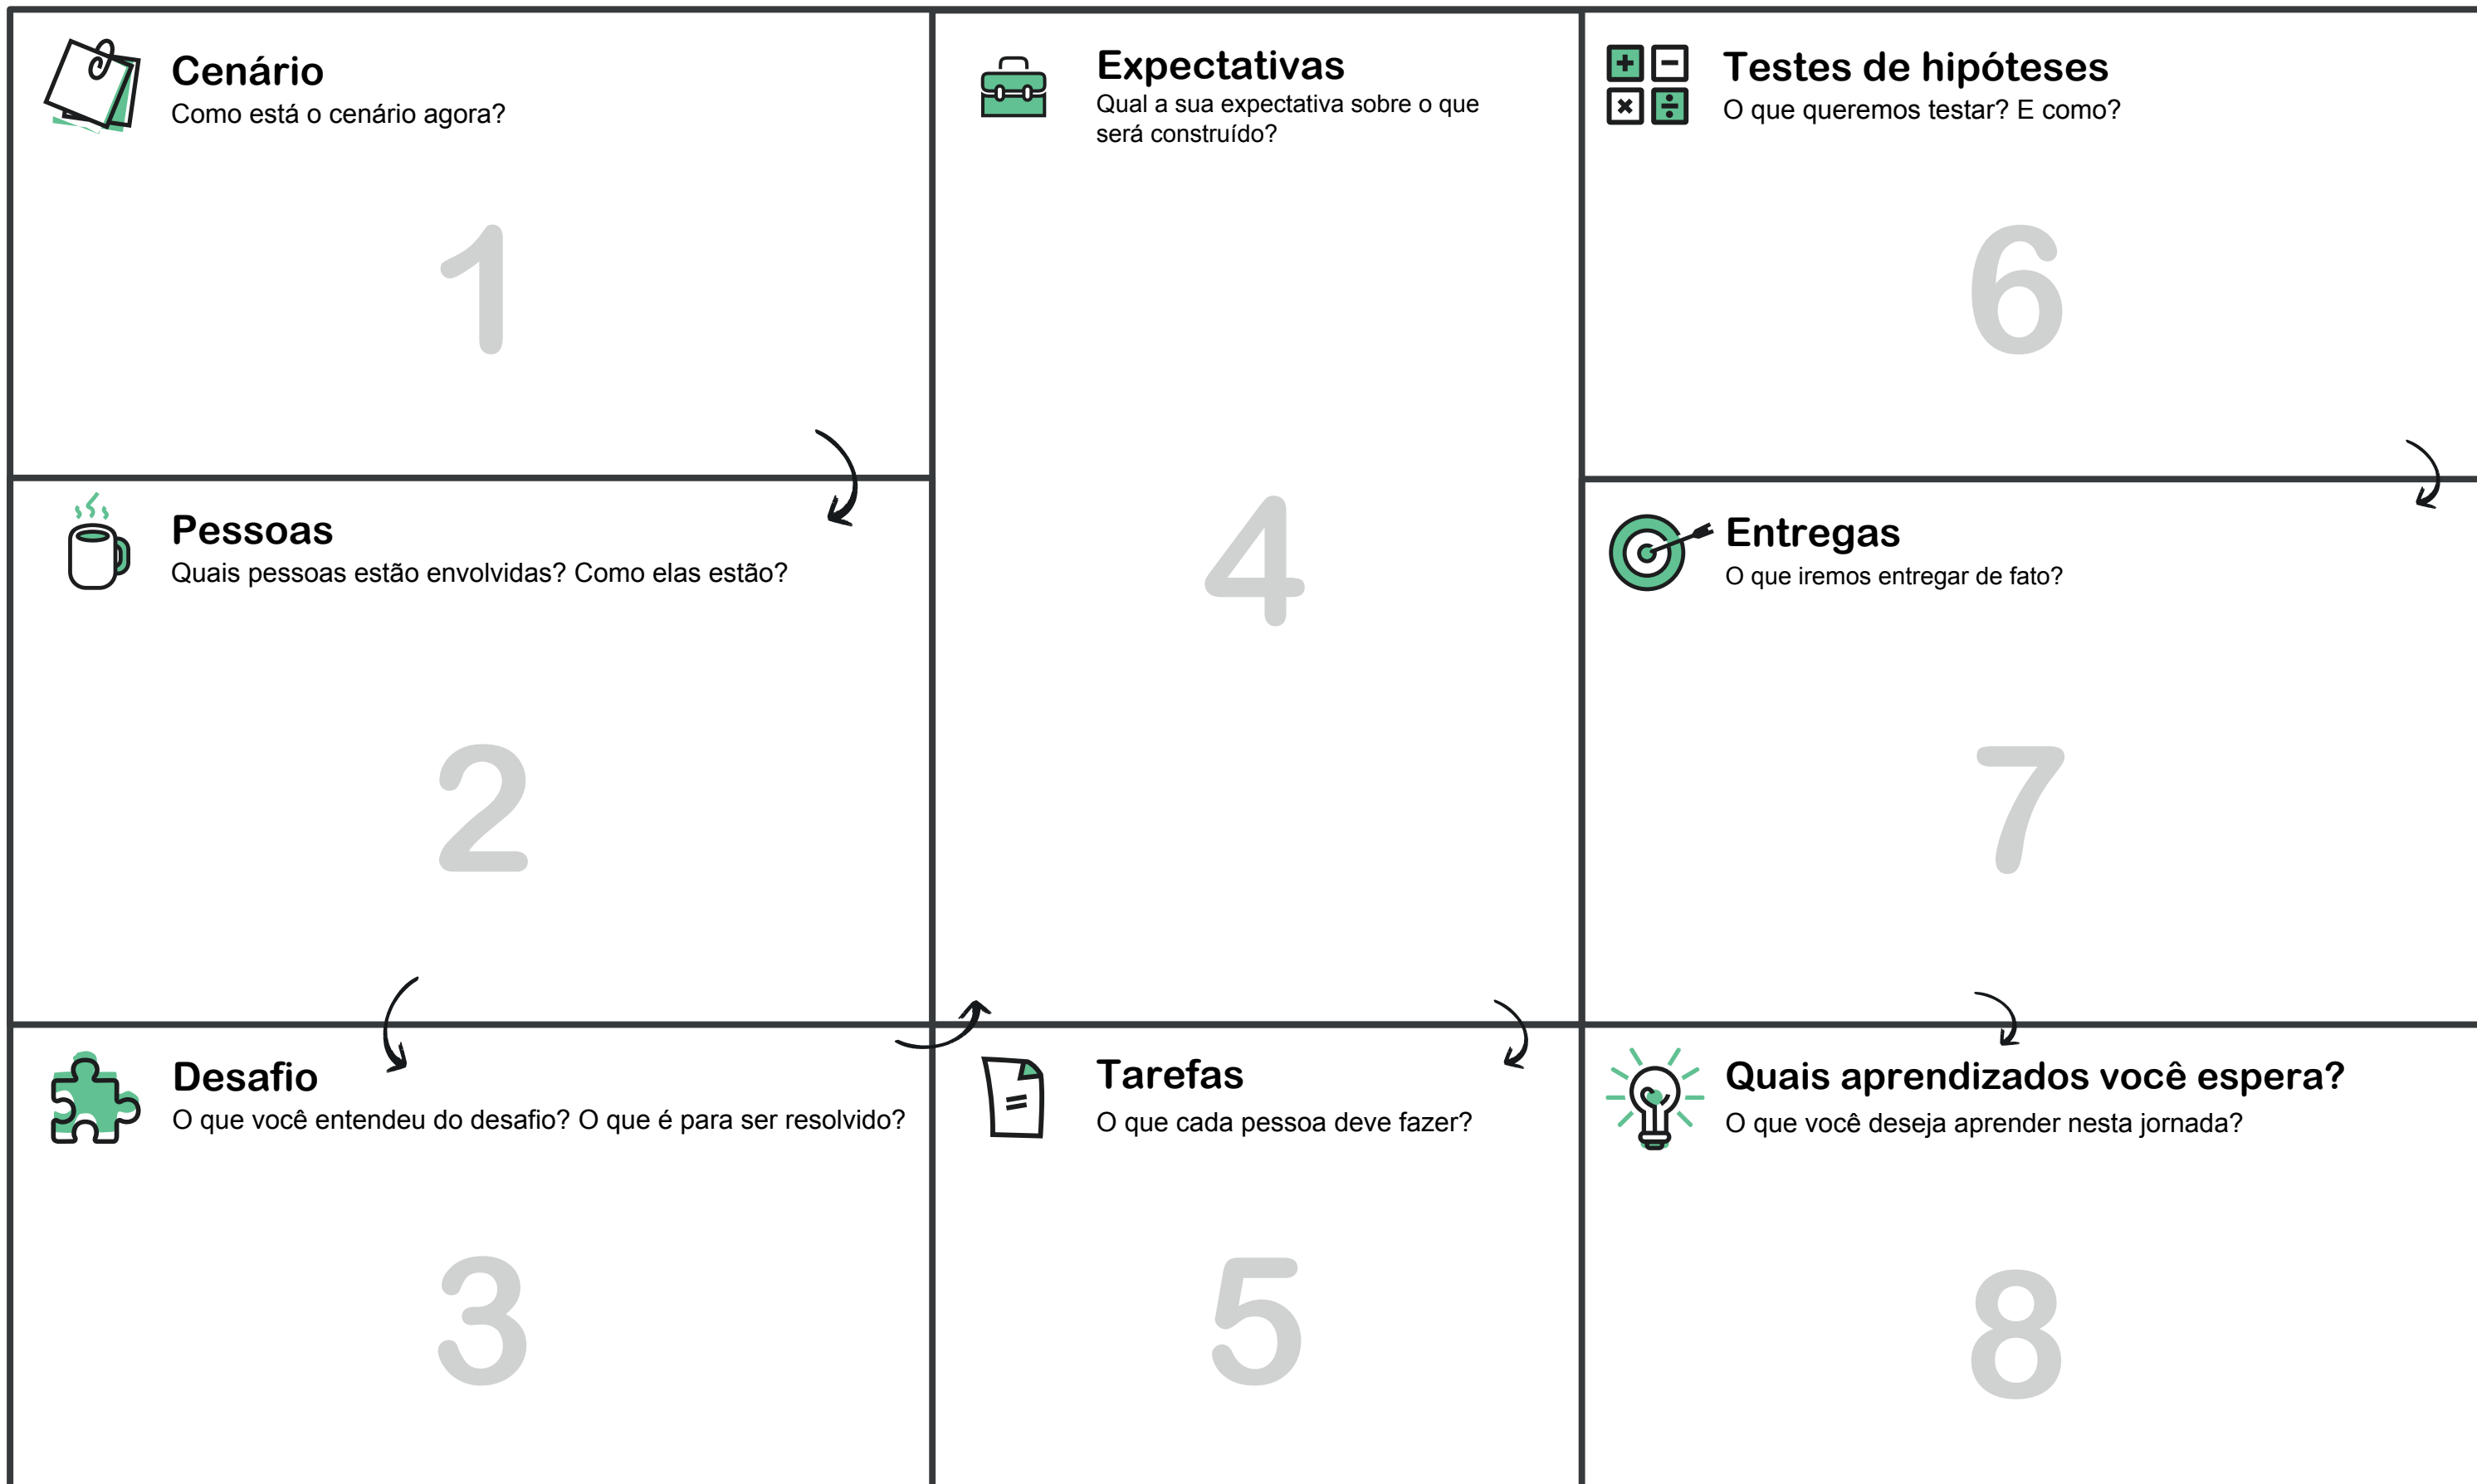 Cenário
Como está o cenário agora?
1
Pessoas
Quais pessoas estão envolvidas? Como elas estão?
2
Desafio
O que você entendeu do desafio? O que é para ser resolvido?
3
Expectativas
Qual a sua expectativa sobre o que
será construído?
4
Tarefas
O que cada pessoa deve fazer?
5
Testes de hipóteses
O que queremos testar? E como?
6
Entregas
O que iremos entregar de fato?
7
Quais aprendizados você espera?
O que você deseja aprender nesta jornada?
8